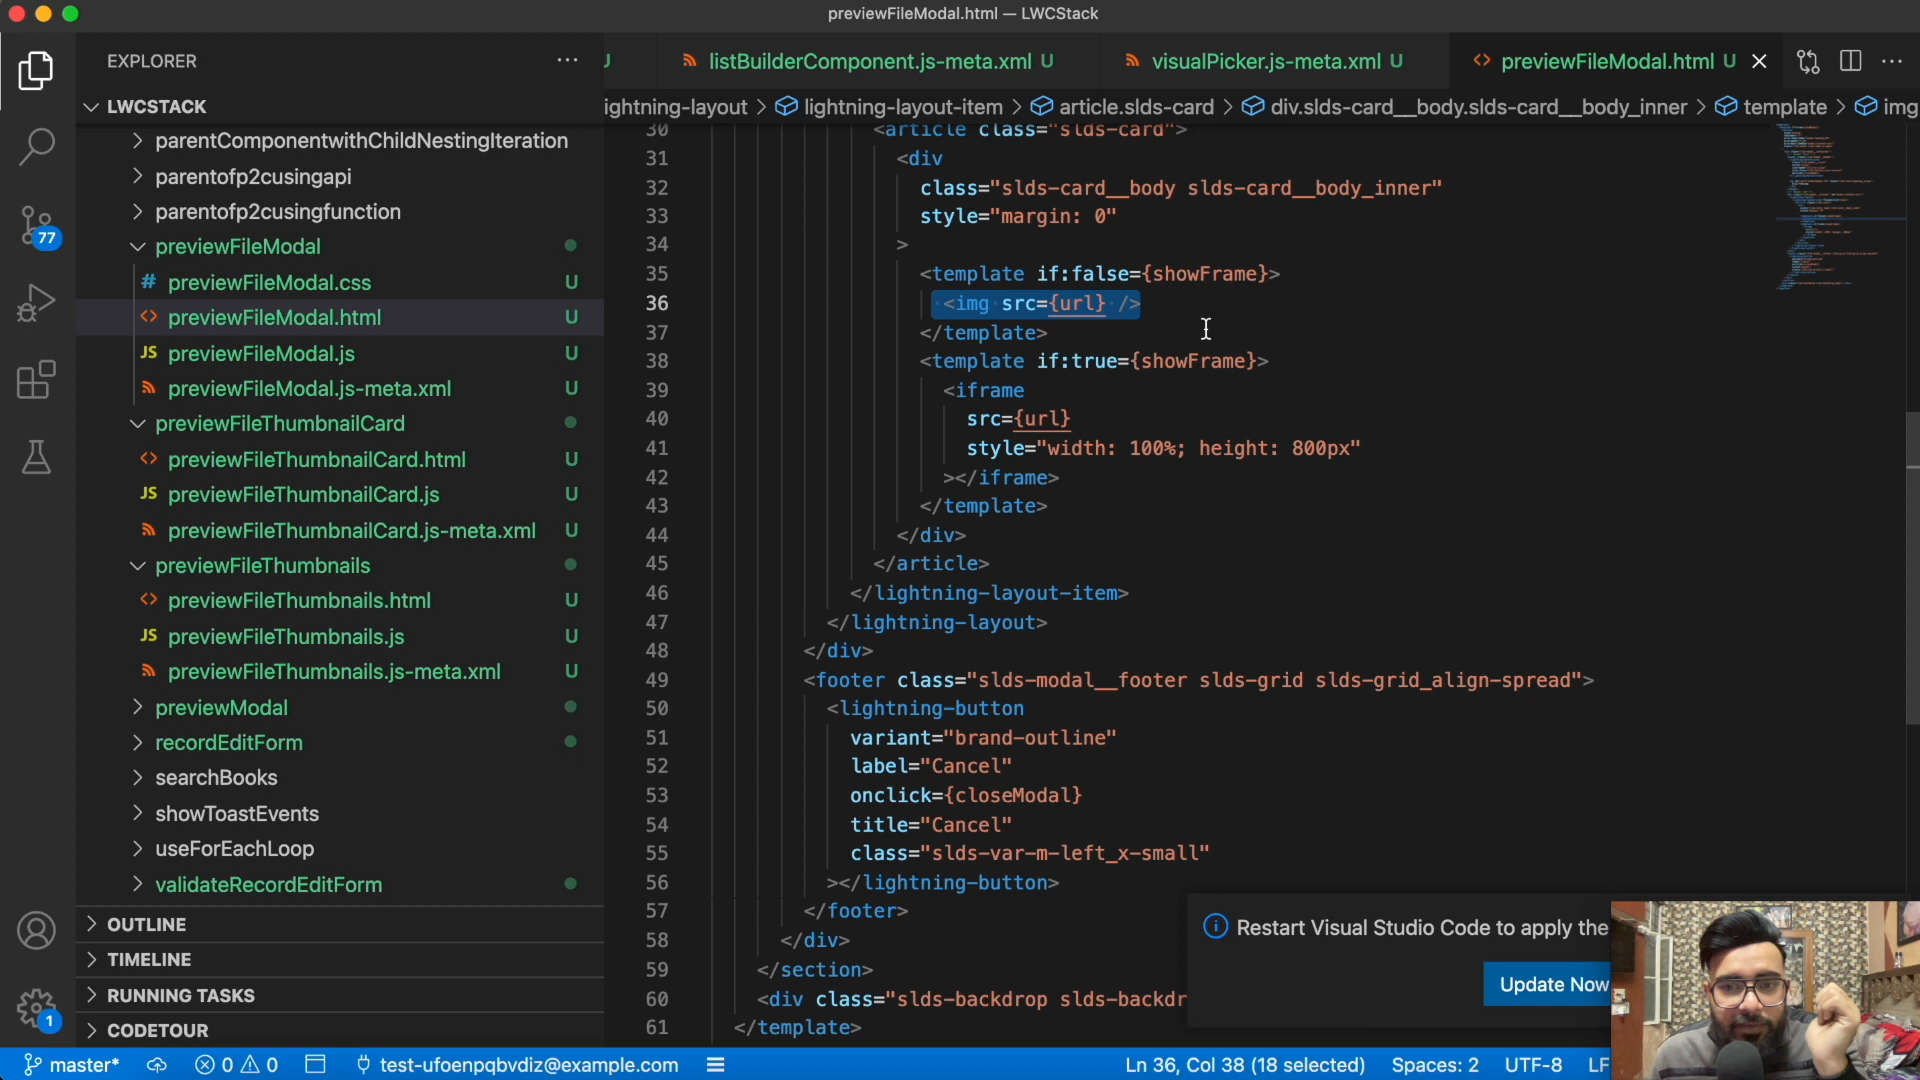 previewFileModal.html — LWCStack
EXPLORER
listBuilderComponent.js-meta.xml U
visualPicker.js-meta.xml U
previewFileModal.html U
LWCSTACK
ightning-layout > lightning-layout-item > article.slds-card > div.slds-card__body.slds-card__body_inner > template > img
parentComponentwithChildNestingIteration
parentofp2cusingapi
parentofp2cusingfunction
previewFileModal
# previewFileModal.css U
<> previewFileModal.html U
JS previewFileModal.js U
previewFileModal.js-meta.xml U
previewFileThumbnailCard
<> previewFileThumbnailCard.html U
JS previewFileThumbnailCard.js U
previewFileThumbnailCard.js-meta.xml U
previewFileThumbnails
<> previewFileThumbnails.html U
JS previewFileThumbnails.js U
previewFileThumbnails.js-meta.xml U
previewModal
recordEditForm
searchBooks
showToastEvents
useForEachLoop
validateRecordEditForm
OUTLINE
TIMELINE
RUNNING TASKS
CODETOUR
77
1
30 <article class="slds-card">
31 <div
32 class="slds-card__body slds-card__body_inner"
33 style="margin: 0"
34 >
35 <template if:false={showFrame}>
36 <img src={url} />
37 </template>
38 <template if:true={showFrame}>
39 <iframe
40 src={url}
41 style="width: 100%; height: 800px"
42 ></iframe>
43 </template>
44 </div>
45 </article>
46 </lightning-layout-item>
47 </lightning-layout>
48 </div>
49 <footer class="slds-modal__footer slds-grid slds-grid_align-spread">
50 <lightning-button
51 variant="brand-outline"
52 label="Cancel"
53 onclick={closeModal}
54 title="Cancel"
55 class="slds-var-m-left_x-small"
56 ></lightning-button>
57 </footer>
58 </div>
59 </section>
60 <div class="slds-backdrop slds-backdr
61 </template>
Restart Visual Studio Code to apply the
Update Now
master* 0 0 test-ufoenpqbvdiz@example.com Ln 36, Col 38 (18 selected) Spaces: 2 UTF-8 LF